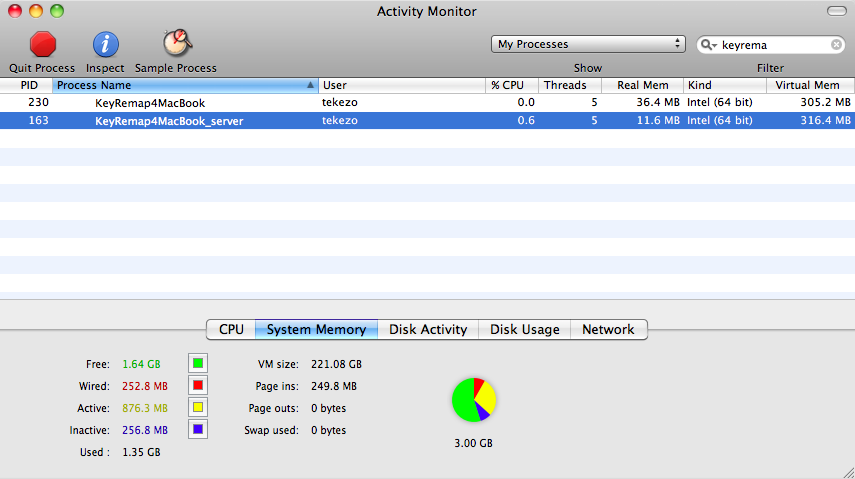 Activity Monitor
Quit Process Inspect Sample Process My Processes Show keyrema Filter
PID Process Name User % CPU Threads Real Mem Kind Virtual Mem
230 KeyRemap4MacBook tekezo 0.0 5 36.4 MB Intel (64 bit) 305.2 MB
163 KeyRemap4MacBook_server tekezo 0.6 5 11.6 MB Intel (64 bit) 316.4 MB
CPU System Memory Disk Activity Disk Usage Network
Free: 1.64 GB VM size: 221.08 GB
Wired: 252.8 MB Page ins: 249.8 MB
Active: 876.3 MB Page outs: 0 bytes
Inactive: 256.8 MB Swap used: 0 bytes
Used : 1.35 GB 3.00 GB